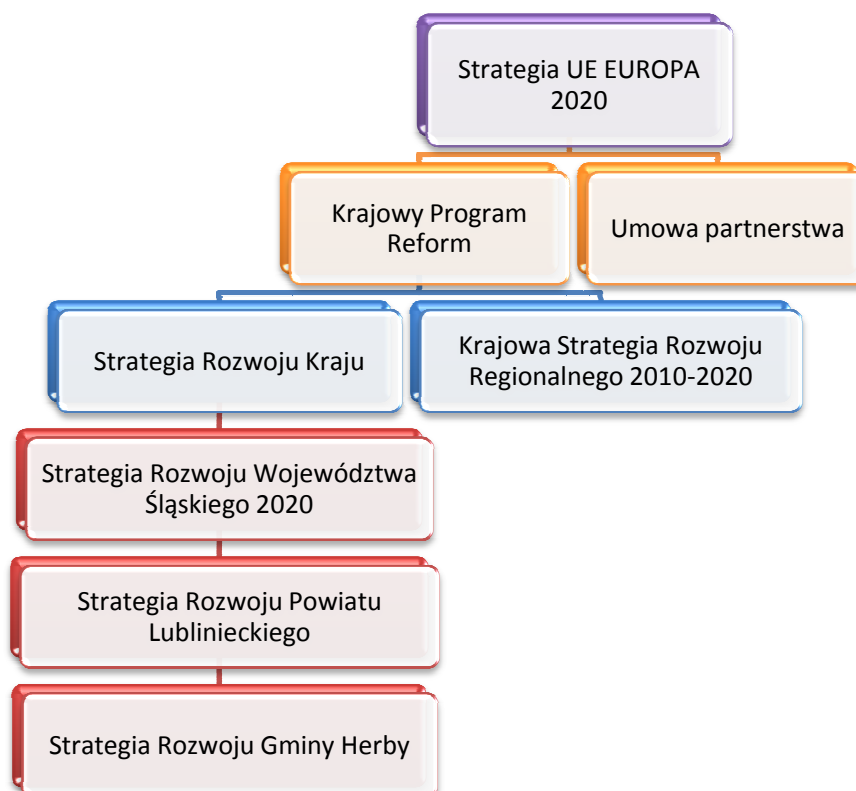 Strategia UE EUROPA
2020
Krajowy Program
Reform
Umowa partnerstwa
Strategia Rozwoju Kraju
Krajowa Strategia Rozwoju
Regionalnego 2010-2020
Strategia Rozwoju Województwa
Śląskiego 2020
Strategia Rozwoju Powiatu
Lublinieckiego
Strategia Rozwoju Gminy Herby